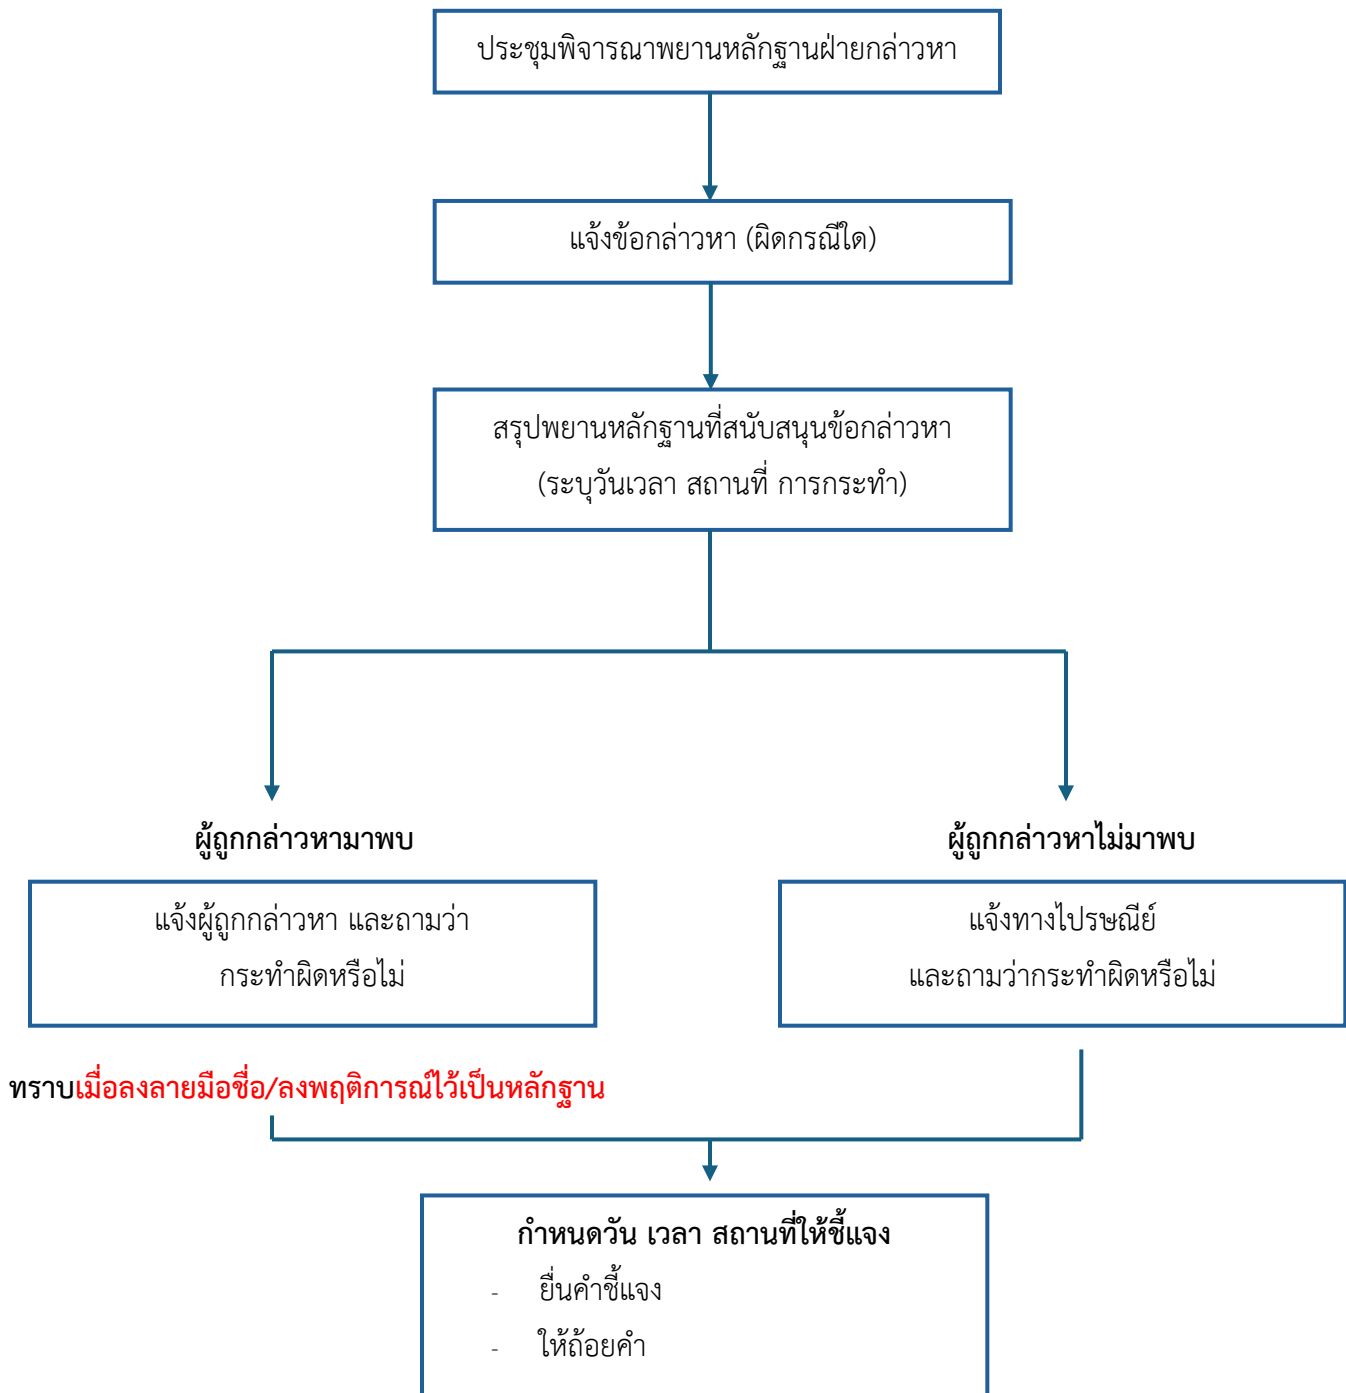 ประชุมพิจารณาพยานหลักฐานฝ่ายกล่าวหา
แจ้งข้อกล่าวหา (ผิดกรณีใด)
สรุปพยานหลักฐานที่สนับสนุนข้อกล่าวหา
(ระบุวันเวลา สถานที่ การกระทำ)
ผู้ถูกกล่าวหามาพบ
แจ้งผู้ถูกกล่าวหา และถามว่า
กระทำผิดหรือไม่
ทราบเมื่อลงลายมือชื่อ/ลงพฤติการณ์ไว้เป็นหลักฐาน
ผู้ถูกกล่าวหาไม่มาพบ
แจ้งทางไปรษณีย์
และถามว่ากระทำผิดหรือไม่
กำหนดวัน เวลา สถานที่ให้ชี้แจง
- ยื่นคำชี้แจง
- ให้ถ้อยคำ